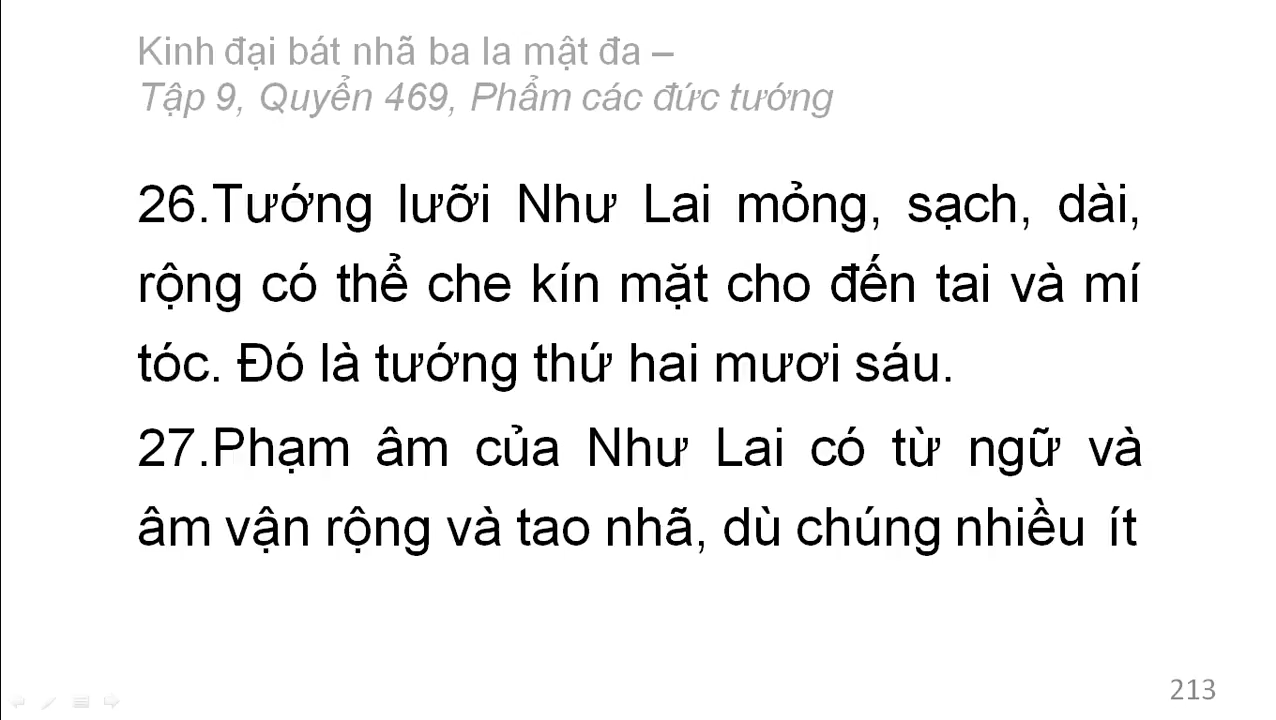 Kinh đại bát nhã ba la mật đa –
Tập 9, Quyển 469, Phẩm các đức tướng
26.Tướng lưỡi Như Lai mỏng, sạch, dài,
rộng có thể che kín mặt cho đến tai và mí
tóc. Đó là tướng thứ hai mươi sáu.
27.Phạm âm của Như Lai có từ ngữ và
âm vận rộng và tao nhã, dù chúng nhiều ít
213